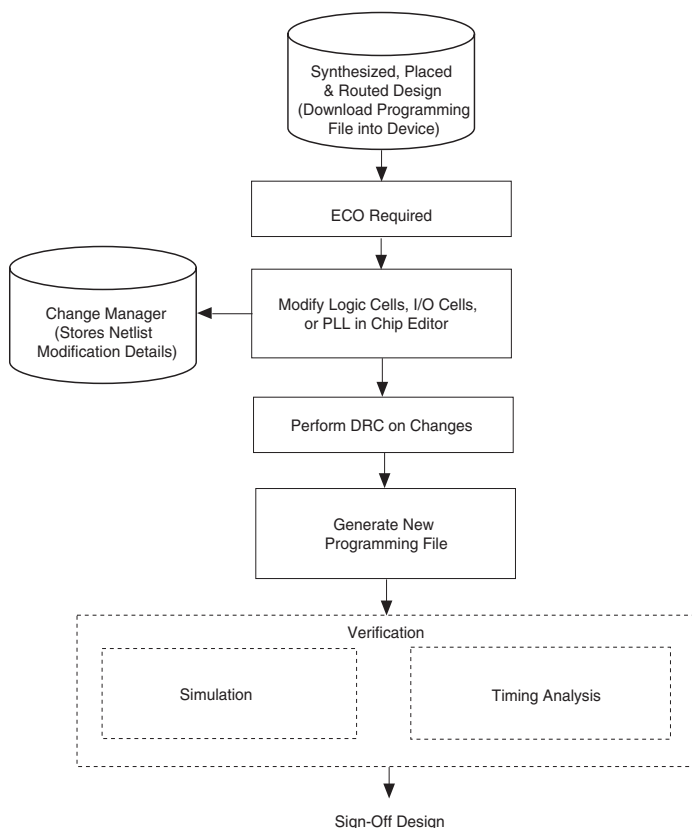 Synthesized, Placed
& Routed Design
(Download Programming
File into Device)
ECO Required
Modify Logic Cells, I/O Cells,
or PLL in Chip Editor
Change Manager
(Stores Netlist
Modification Details)
Perform DRC on Changes
Generate New
Programming File
Verification
Simulation
Timing Analysis
Sign-Off Design